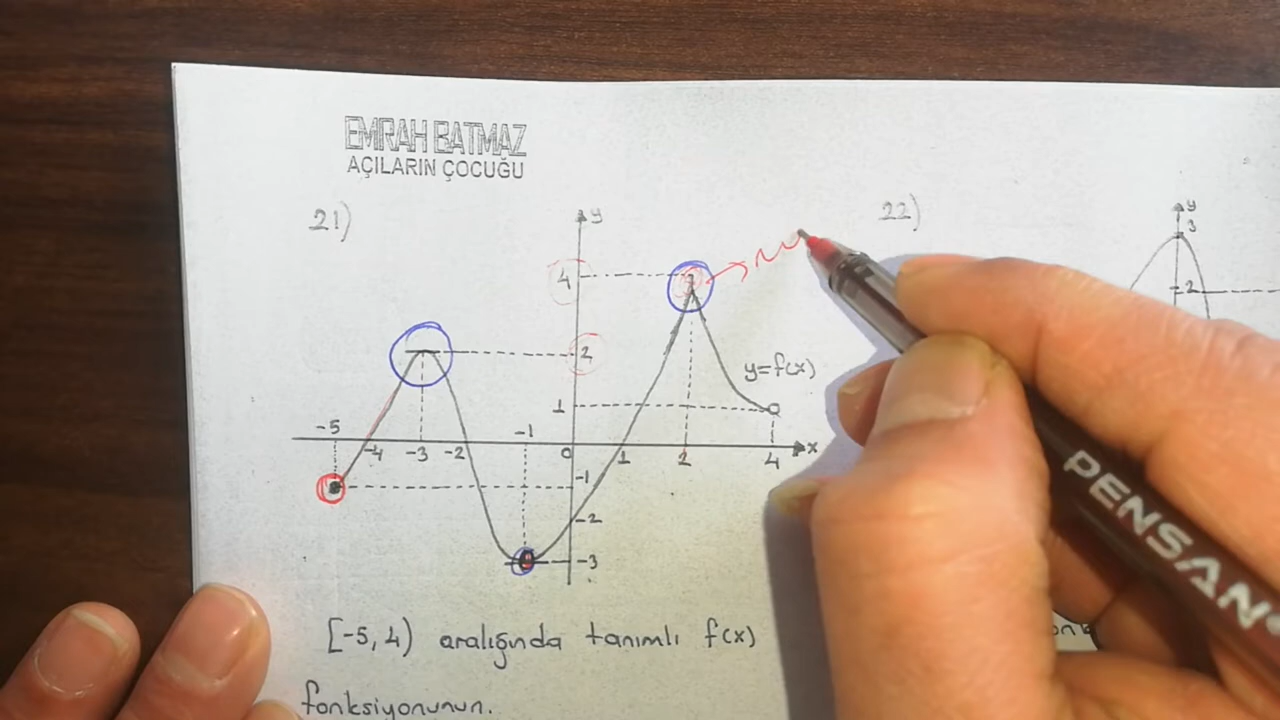 EMRAH BATMAZ
AÇILARIN ÇOCUĞU
21)
y
4
2
y=f(x)
1
-5
-1
-4
-3
-2
0
1
2
4
x
-1
-2
-3
[-5, 4) aralığında tanımlı f(x)
fonksiyonunun.
22)
y
3
2
PENSAN